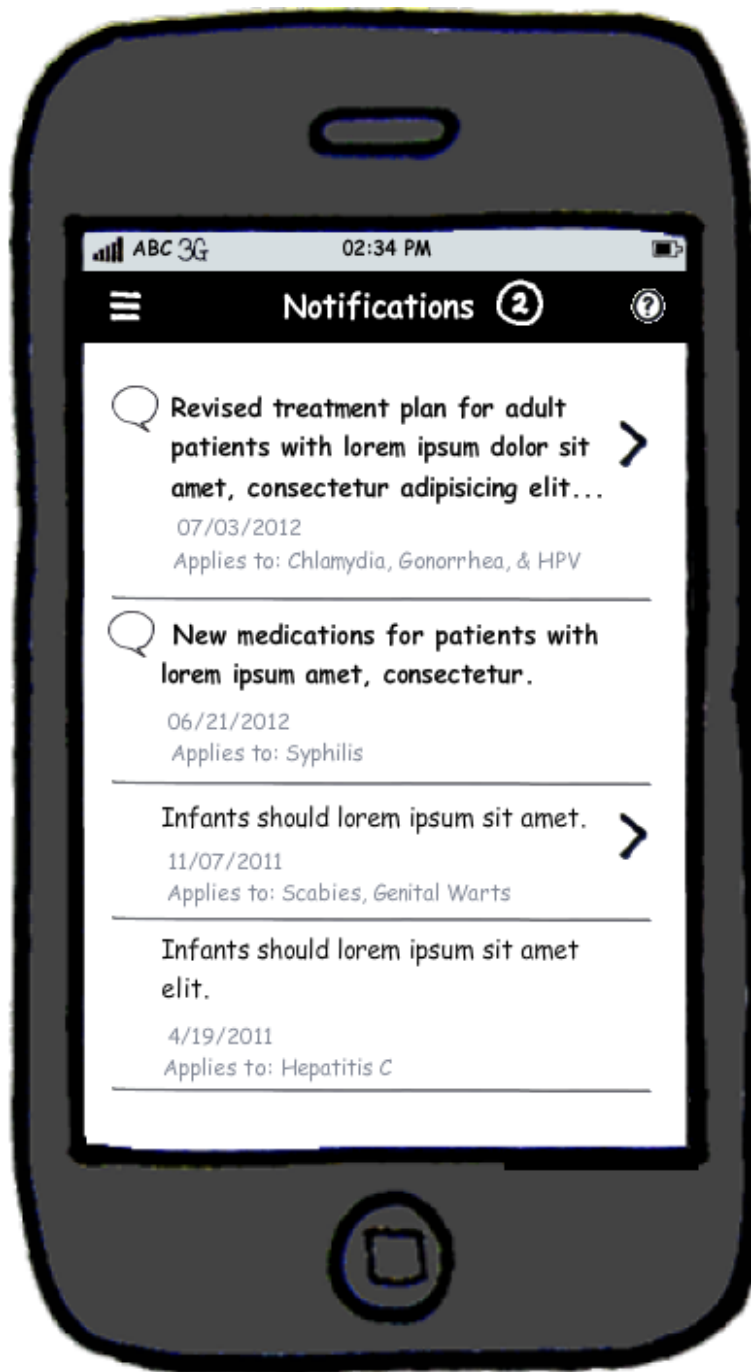 ABC 3G 02:34 PM
Notifications 2 ?
Revised treatment plan for adult
patients with lorem ipsum dolor sit
amet, consectetur adipisicing elit...
07/03/2012
Applies to: Chlamydia, Gonorrhea, & HPV
New medications for patients with
lorem ipsum amet, consectetur.
06/21/2012
Applies to: Syphilis
Infants should lorem ipsum sit amet.
11/07/2011
Applies to: Scabies, Genital Warts
Infants should lorem ipsum sit amet
elit.
4/19/2011
Applies to: Hepatitis C